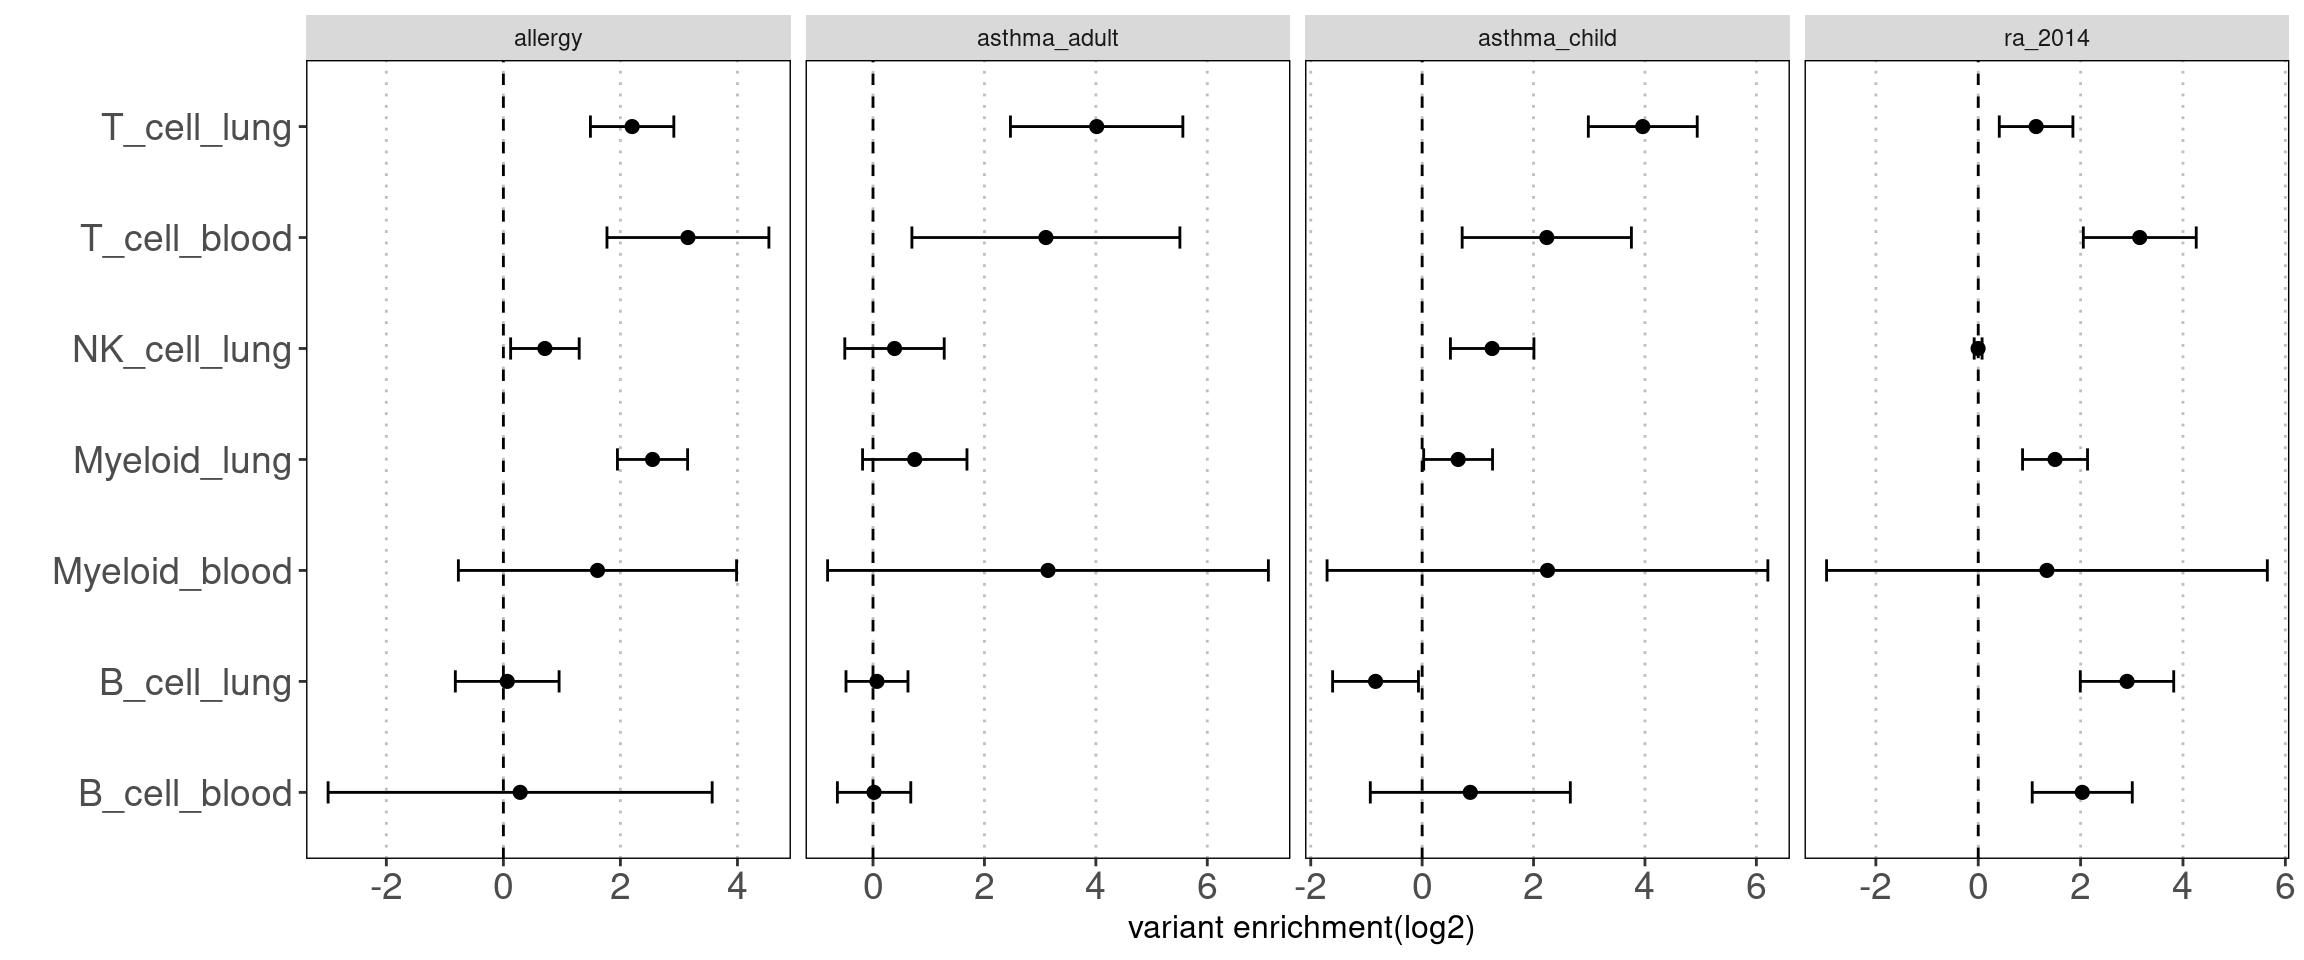 allergy asthma_adult asthma_child ra_2014
T_cell_lung
T_cell_blood
NK_cell_lung
Myeloid_lung
Myeloid_blood
B_cell_lung
B_cell_blood
-2 0 2 4 0 2 4 6 -2 0 2 4 6 -2 0 2 4 6
variant enrichment(log2)